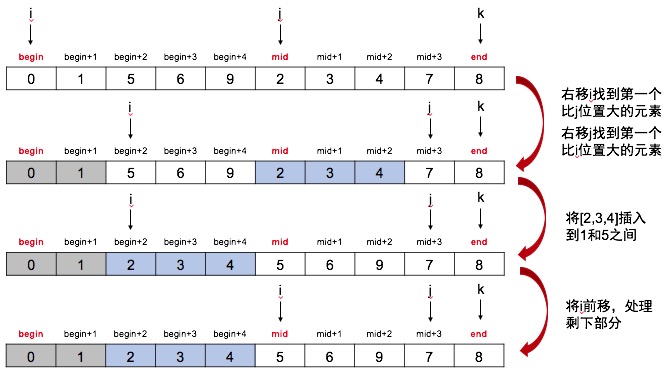 i j k
begin begin+1 begin+2 begin+3 begin+4 mid mid+1 mid+2 mid+3 end
0 1 5 6 9 2 3 4 7 8
右移i找到第一个
比j位置大的元素
右移j找到第一个
比i位置大的元素
i j k
begin begin+1 begin+2 begin+3 begin+4 mid mid+1 mid+2 mid+3 end
0 1 5 6 9 2 3 4 7 8
将[2,3,4]插入
到1和5之间
i j k
begin begin+1 begin+2 begin+3 begin+4 mid mid+1 mid+2 mid+3 end
0 1 2 3 4 5 6 9 7 8
将i前移，处理
剩下部分
i j k
begin begin+1 begin+2 begin+3 begin+4 mid mid+1 mid+2 mid+3 end
0 1 2 3 4 5 6 9 7 8